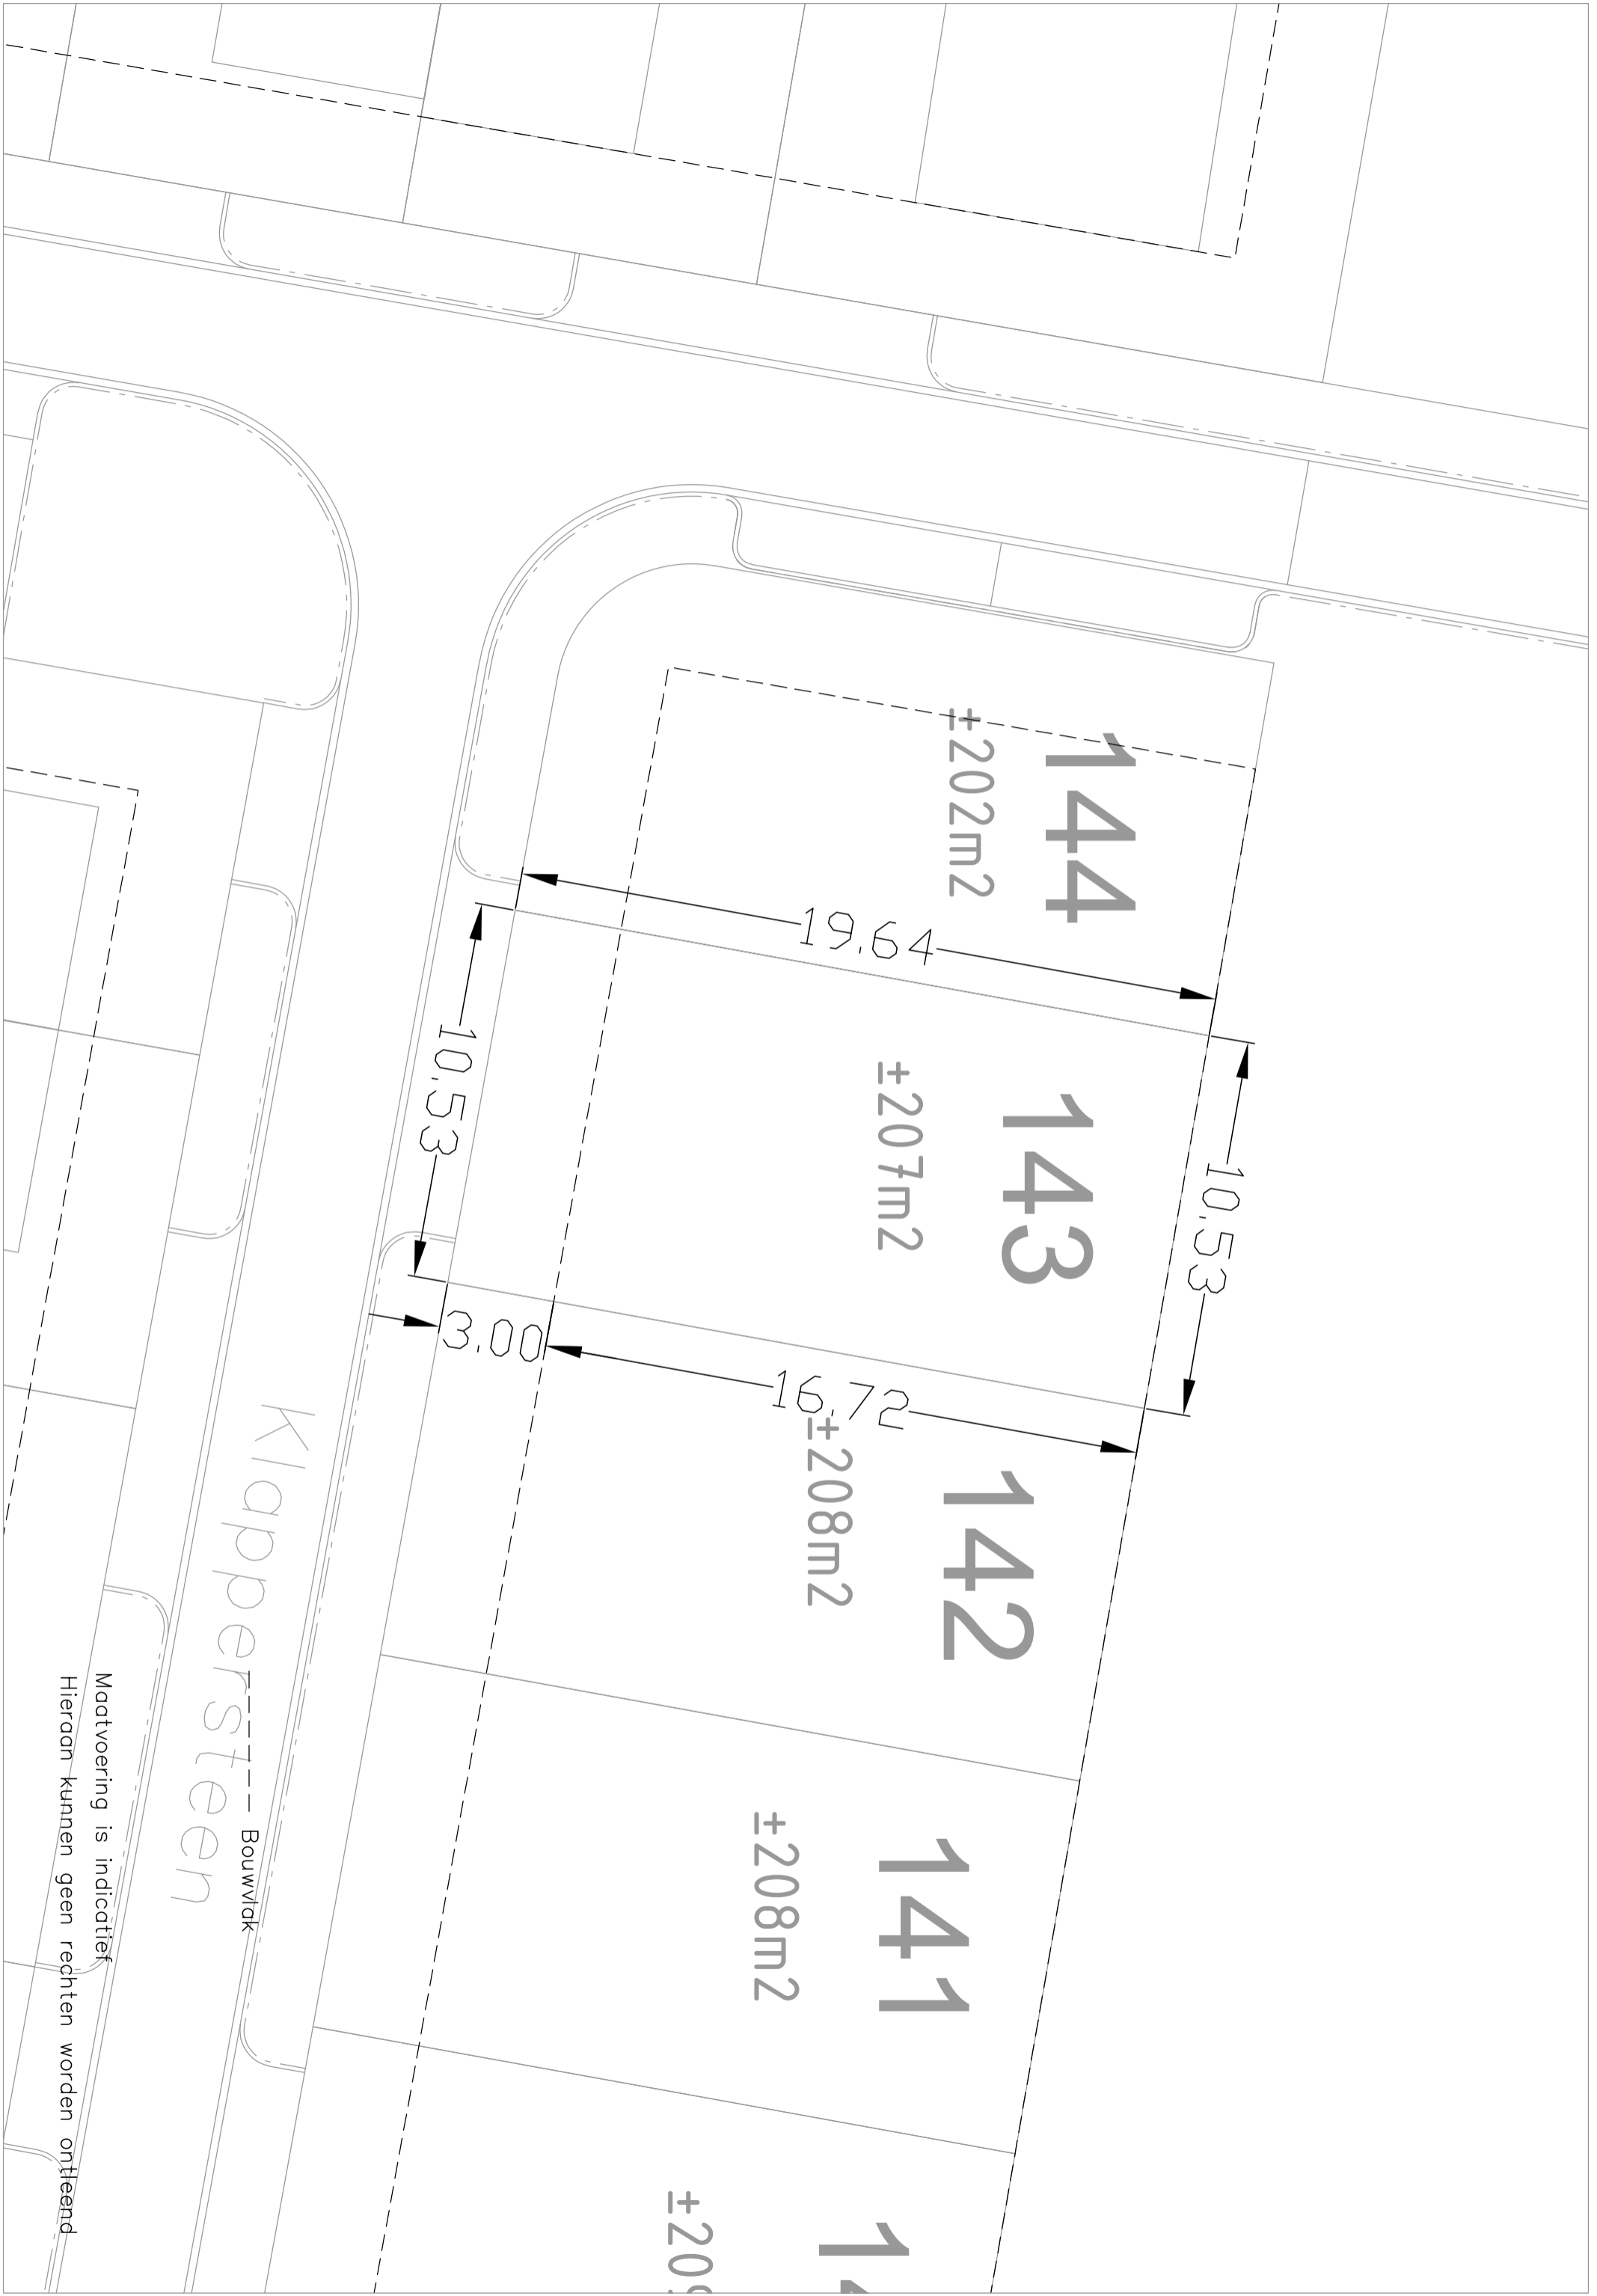 144
±202m2
19.64
10.53
143
±207m2
10.53
3.00
16.72
142
±208m2
141
±208m2
Klappersteen
Bouwvlak
Maatvoering is indicatief
Hieraan kunnen geen rechten worden ontleend